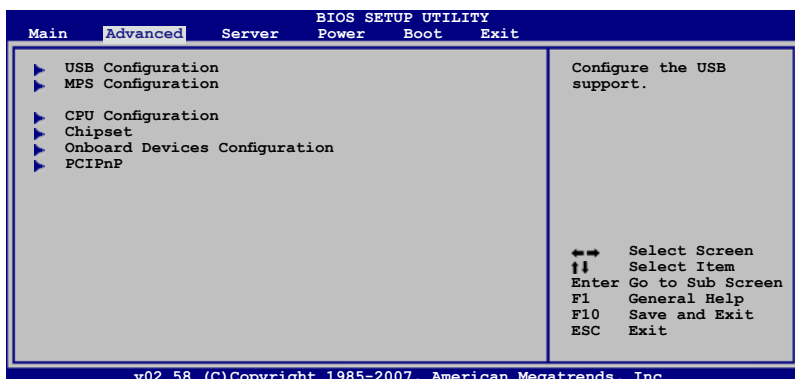 BIOS SETUP UTILITY
Main Advanced Server Power Boot Exit
USB Configuration
MPS Configuration
CPU Configuration
Chipset
Onboard Devices Configuration
PCIPnP
Configure the USB
support.
←→ Select Screen
↑↓ Select Item
Enter Go to Sub Screen
F1 General Help
F10 Save and Exit
ESC Exit
v02.58 (C)Copyright 1985-2007, American Megatrends, Inc.